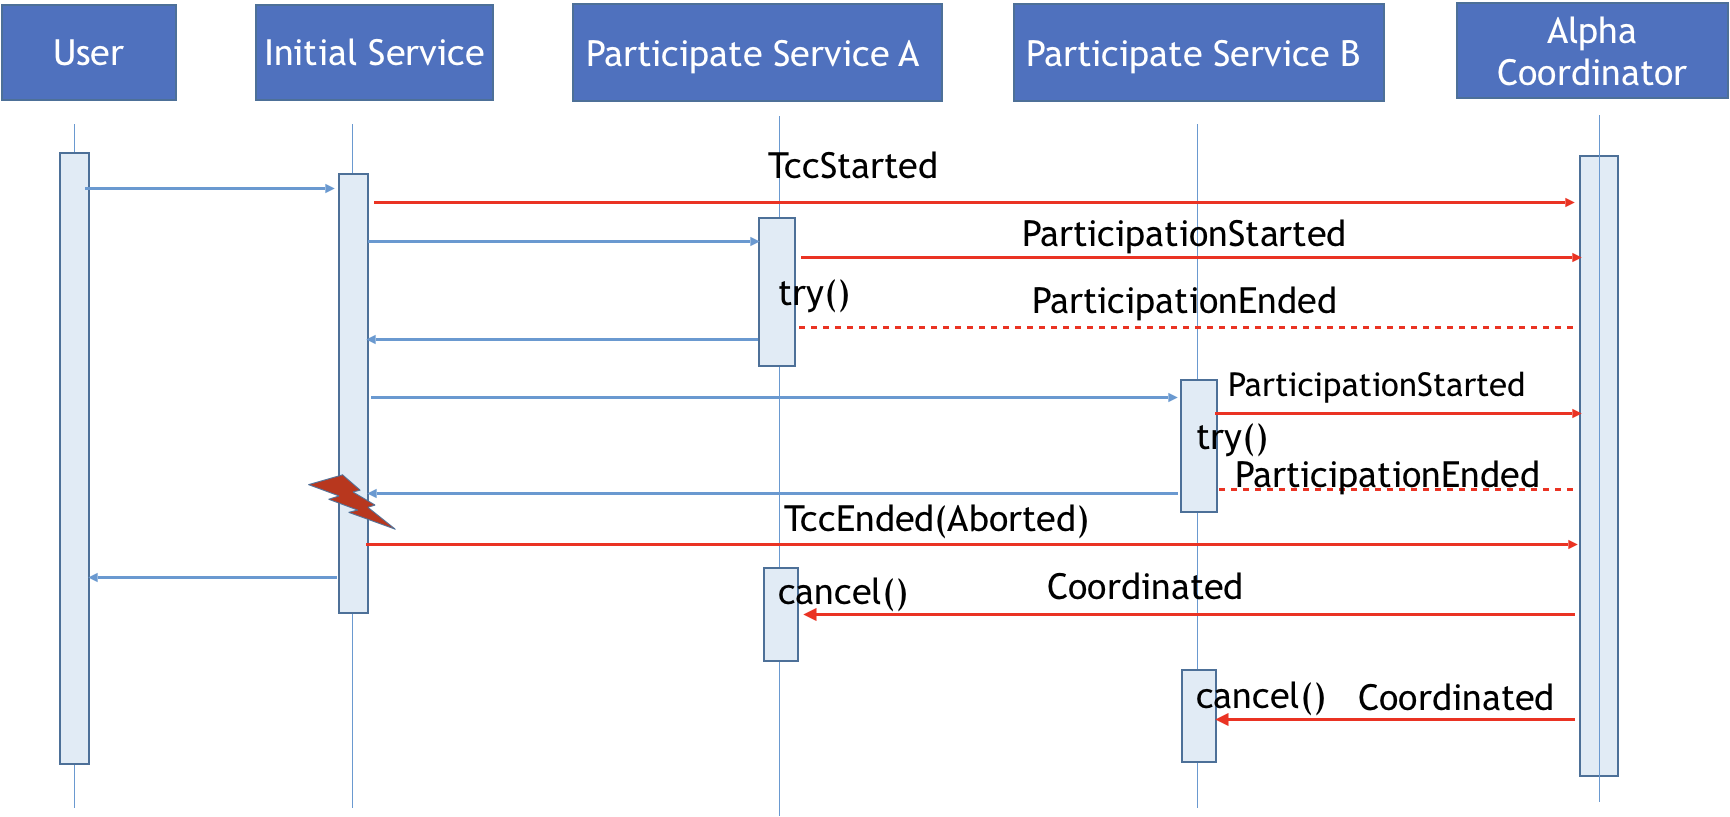 User
Initial Service
Participate Service A
Participate Service B
Alpha
Coordinator
TccStarted
ParticipationStarted
try()
ParticipationEnded
ParticipationStarted
try()
ParticipationEnded
TccEnded(Aborted)
cancel()
Coordinated
cancel()
Coordinated